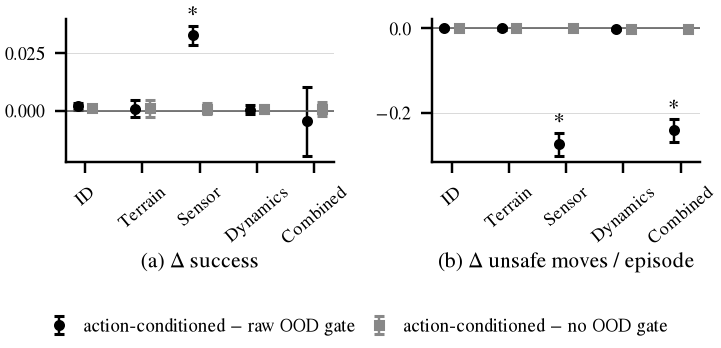 *
0.025
0.000
ID
Terrain
Sensor
Dynamics
Combined
(a) Δ success
0.0
−0.2
*
*
ID
Terrain
Sensor
Dynamics
Combined
(b) Δ unsafe moves / episode
action-conditioned – raw OOD gate
action-conditioned – no OOD gate